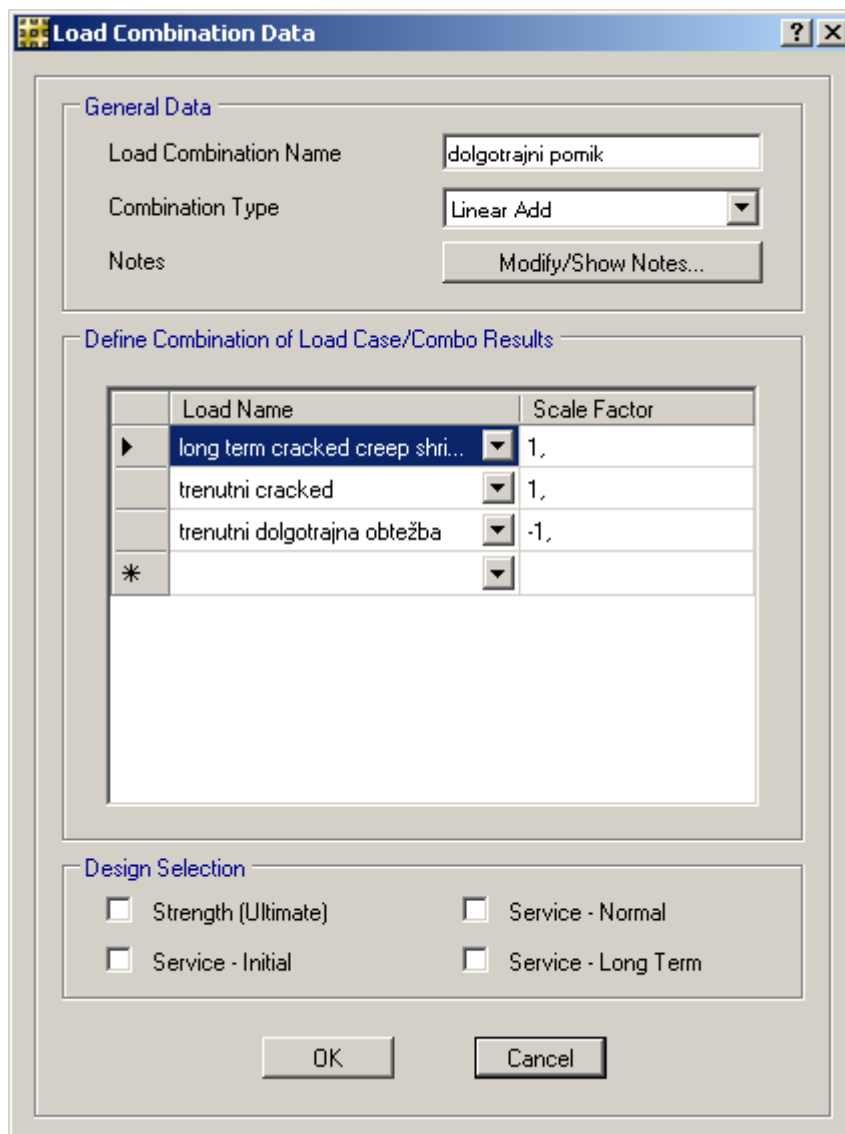 Load Combination Data
General Data
Load Combination Name dolgotrajni pomik
Combination Type Linear Add
Notes Modify/Show Notes...
Define Combination of Load Case/Combo Results
Load Name Scale Factor
long term cracked creep shri... 1,
trenutni cracked 1,
trenutni dolgotrajna obtežba -1,
Design Selection
Strength (Ultimate) Service - Normal
Service - Initial Service - Long Term
OK Cancel